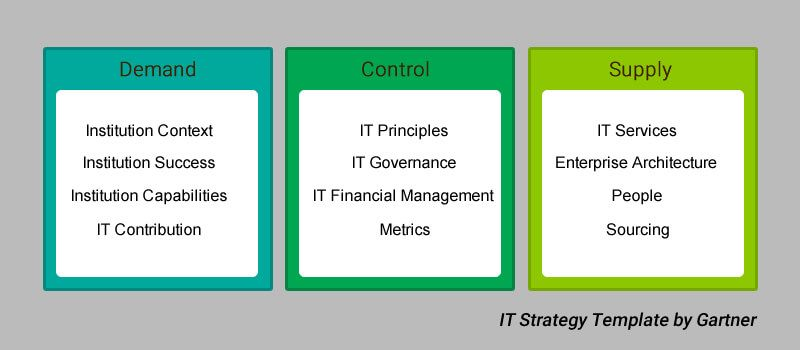 Demand
Institution Context
Institution Success
Institution Capabilities
IT Contribution
Control
IT Principles
IT Governance
IT Financial Management
Metrics
Supply
IT Services
Enterprise Architecture
People
Sourcing
IT Strategy Template by Gartner